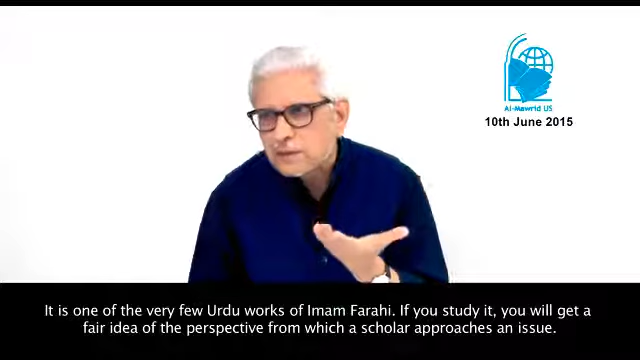 Al-Mawrid US
10th June 2015
It is one of the very few Urdu works of Imam Farahi. If you study it, you will get a
fair idea of the perspective from which a scholar approaches an issue.